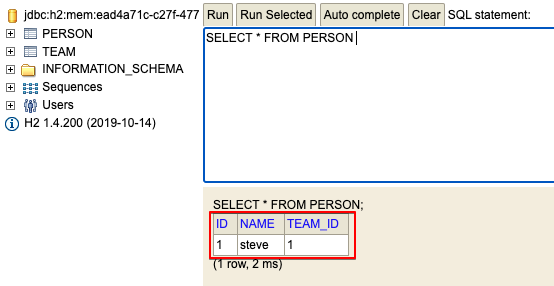 jdbc:h2:mem:ead4a71c-c27f-477
PERSON
TEAM
INFORMATION_SCHEMA
Sequences
Users
H2 1.4.200 (2019-10-14)
Run Run Selected Auto complete Clear SQL statement:
SELECT * FROM PERSON
SELECT * FROM PERSON;
ID NAME TEAM_ID
1 steve 1
(1 row, 2 ms)